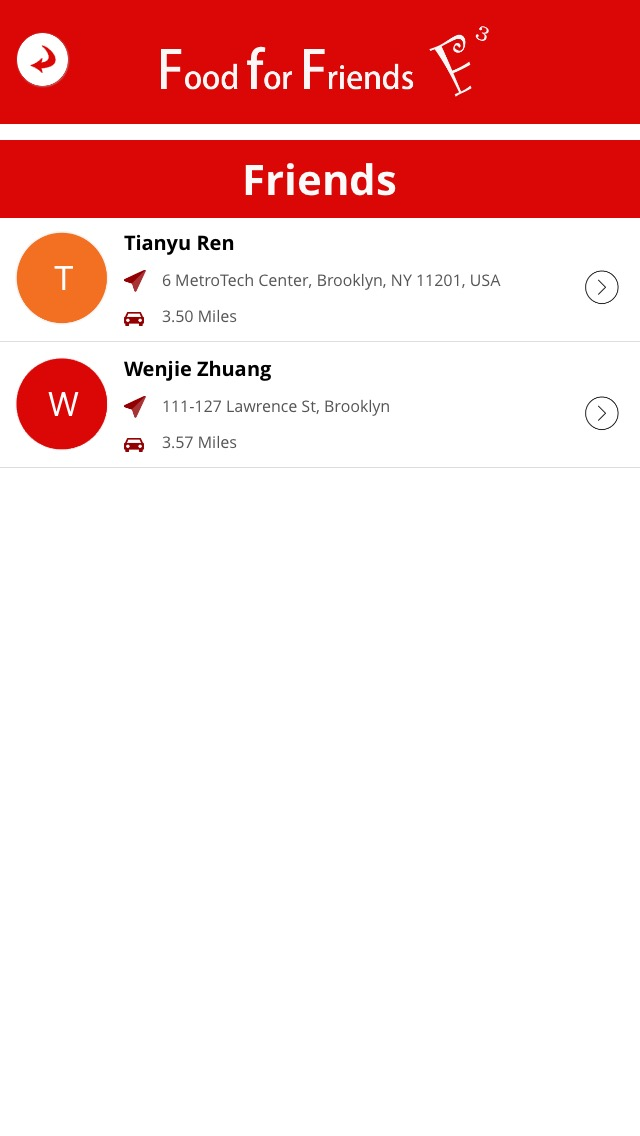 Food for Friends F³
Friends
T
Tianyu Ren
6 MetroTech Center, Brooklyn, NY 11201, USA
3.50 Miles
W
Wenjie Zhuang
111-127 Lawrence St, Brooklyn
3.57 Miles